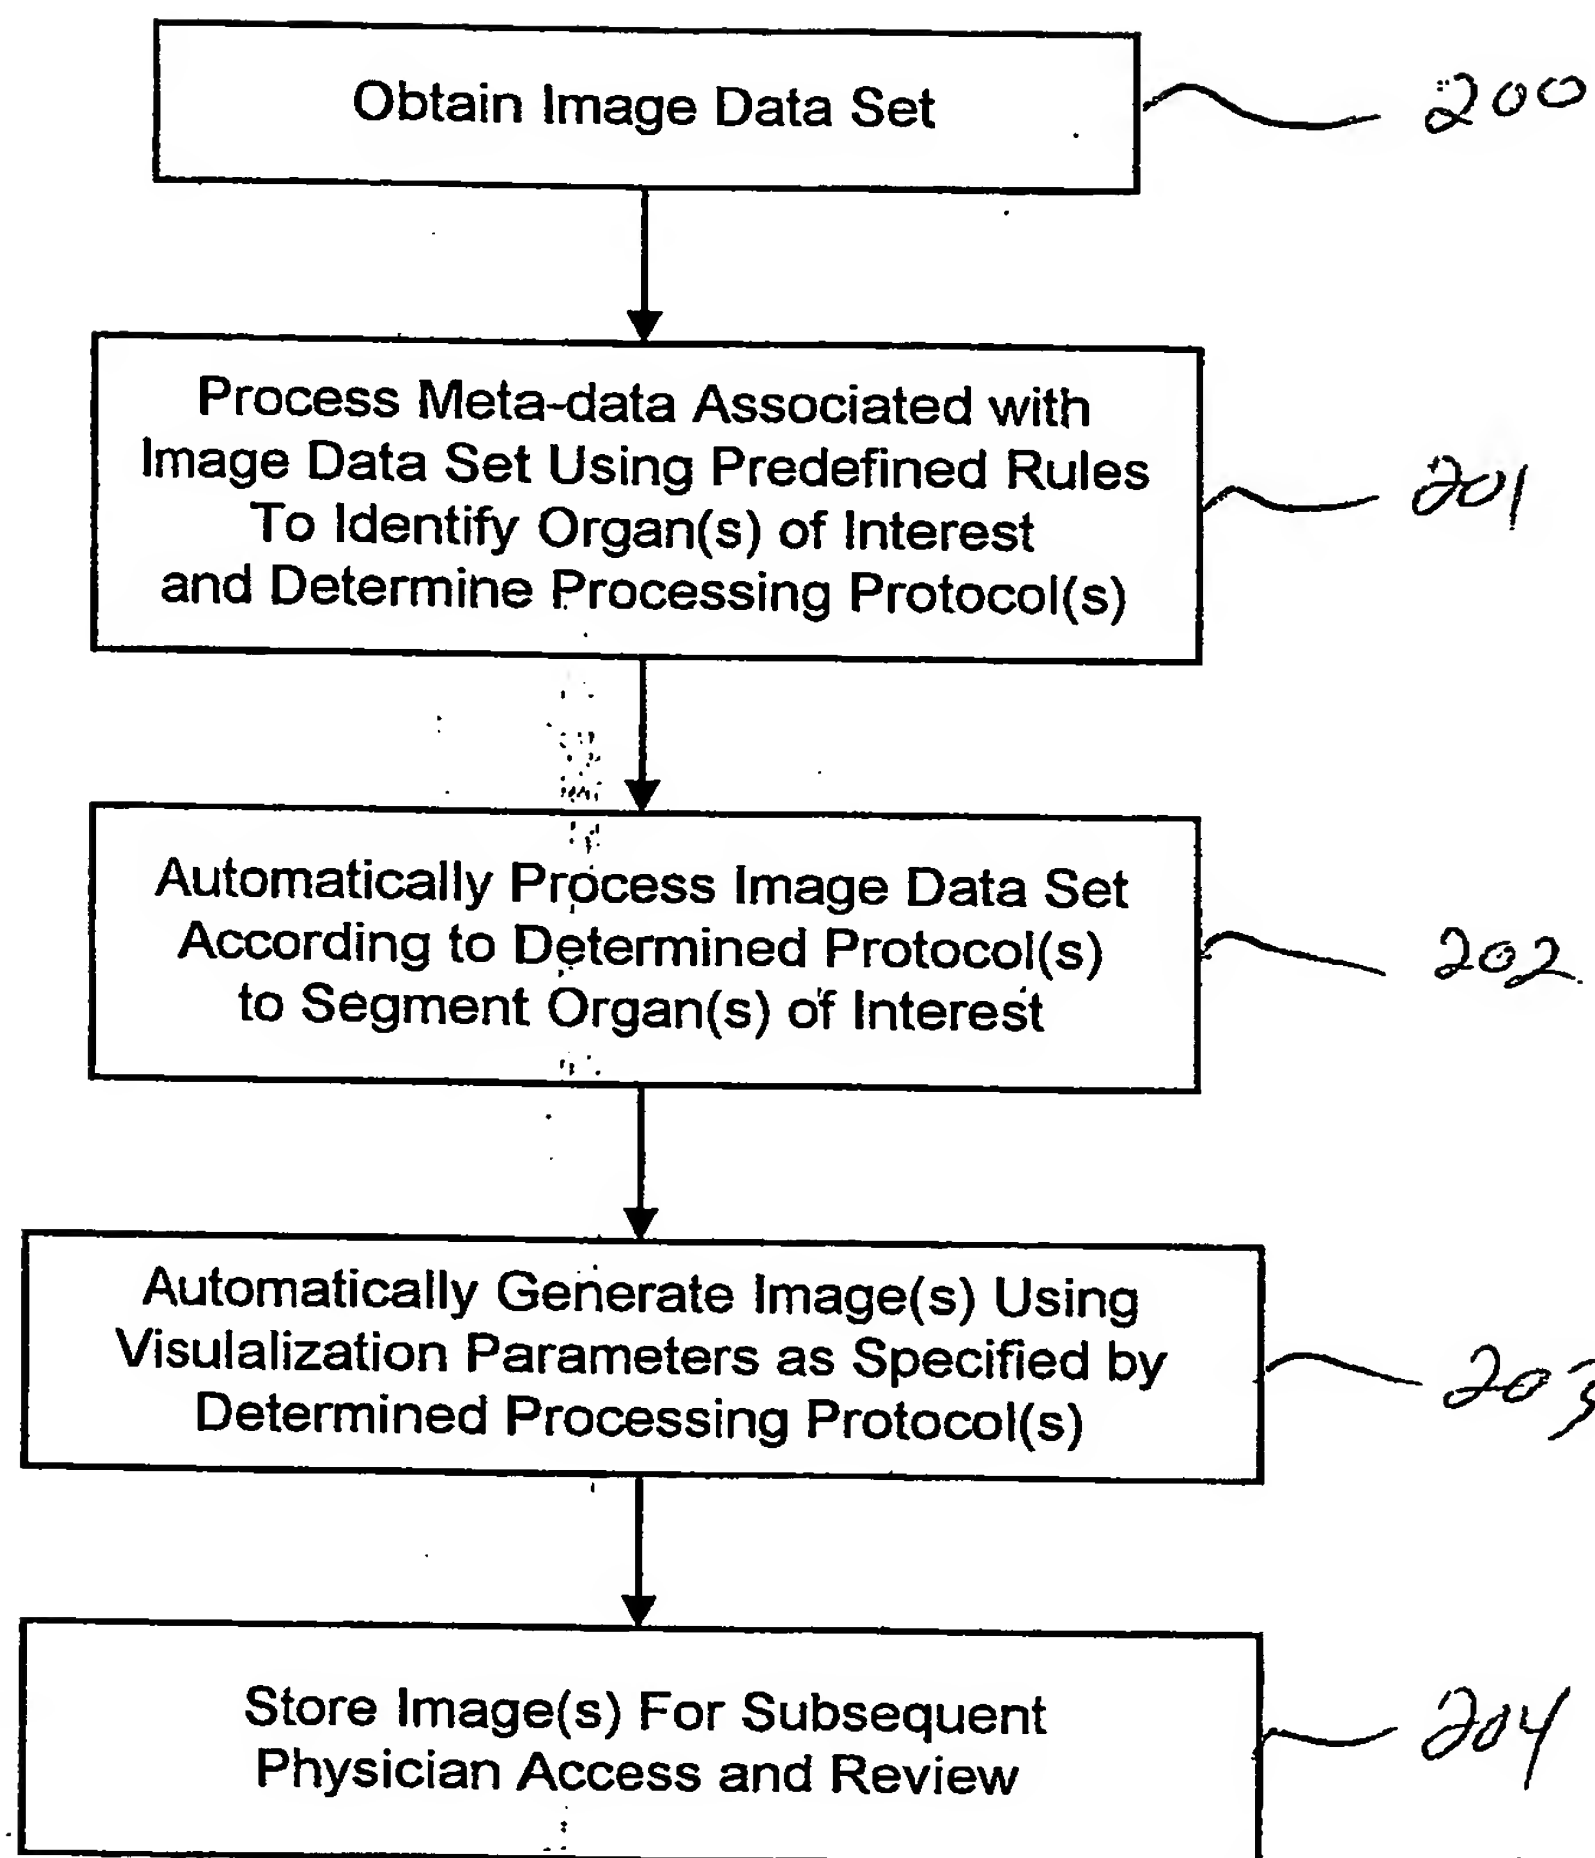 Obtain Image Data Set
200
Process Meta-data Associated with
Image Data Set Using Predefined Rules
To Identify Organ(s) of Interest
and Determine Processing Protocol(s)
201
Automatically Process Image Data Set
According to Determined Protocol(s)
to Segment Organ(s) of Interest
202
Automatically Generate Image(s) Using
Visulalization Parameters as Specified by
Determined Processing Protocol(s)
203
Store Image(s) For Subsequent
Physician Access and Review
204